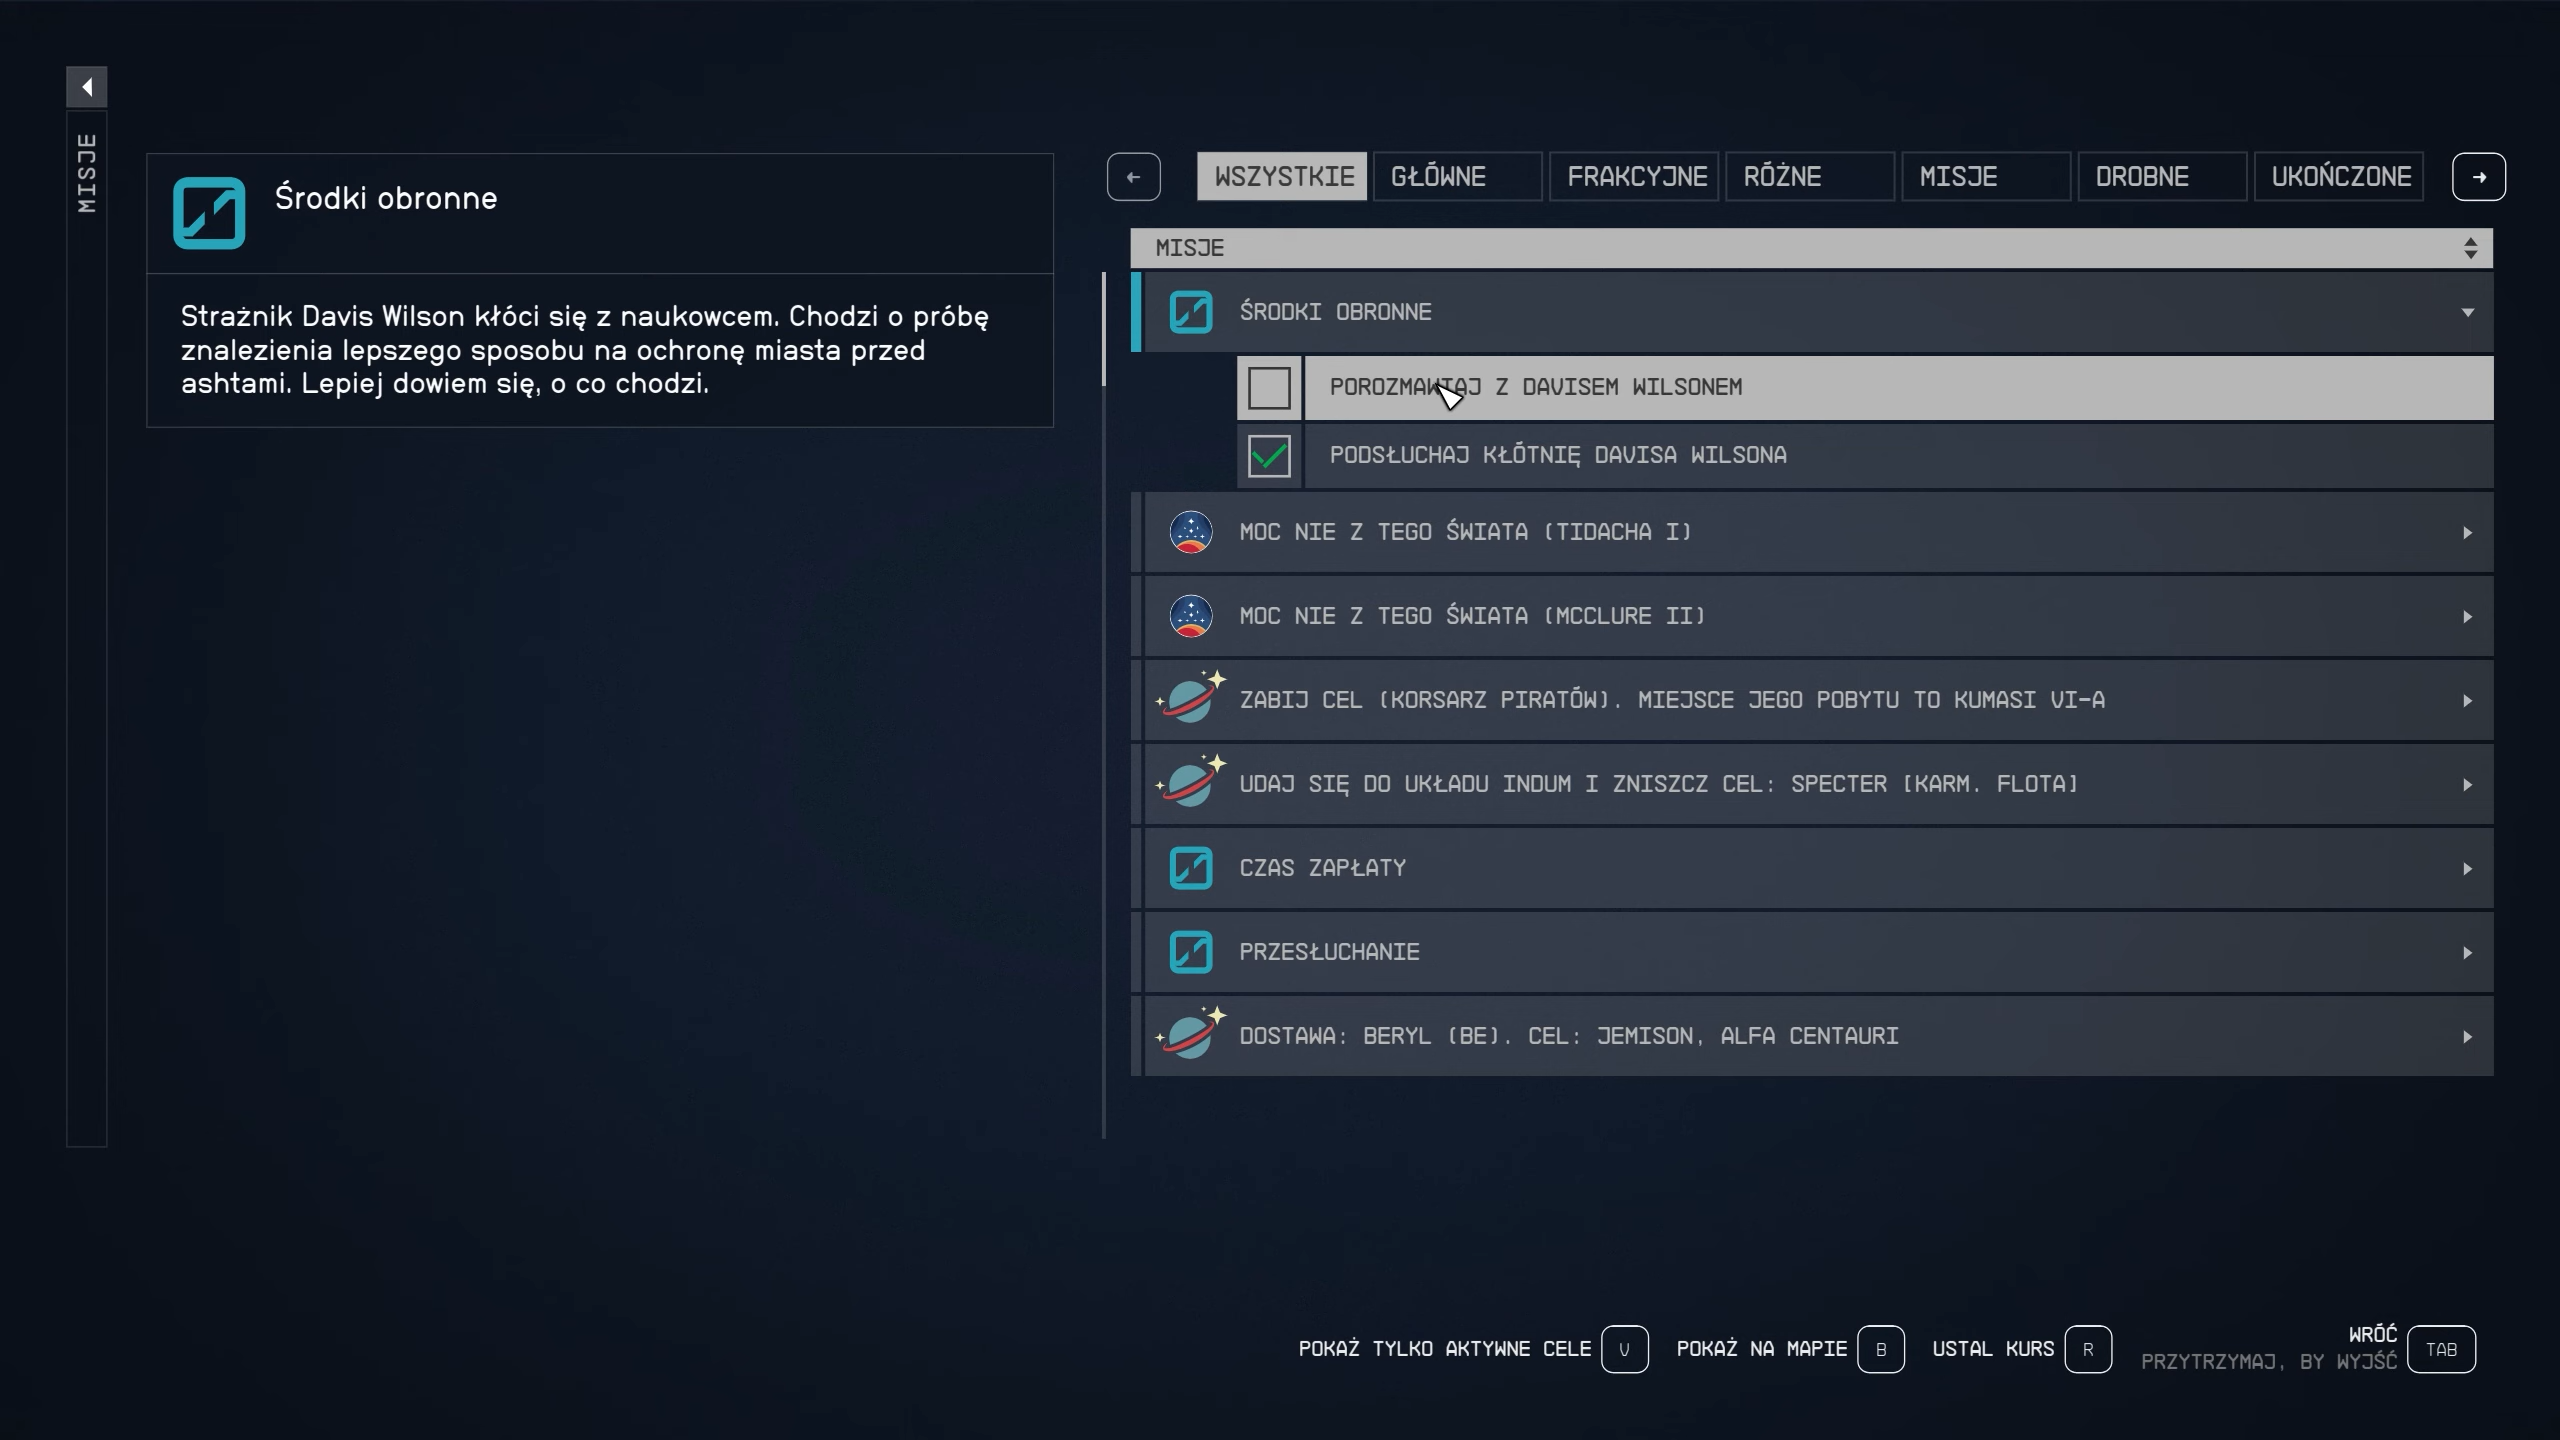 MISJE
Środki obronne
Strażnik Davis Wilson kłóci się z naukowcem. Chodzi o próbę
znalezienia lepszego sposobu na ochronę miasta przed
ashtami. Lepiej dowiem się, o co chodzi.
WSZYSTKIE
GŁÓWNE
FRAKCYJNE
RÓŻNE
MISJE
DROBNE
UKOŃCZONE
MISJE
ŚRODKI OBRONNE
POROZMAWIAJ Z DAVISEM WILSONEM
PODSŁUCHAJ KŁÓTNIĘ DAVISA WILSONA
MOC NIE Z TEGO ŚWIATA (TIDACHA I)
MOC NIE Z TEGO ŚWIATA (MCCLURE II)
ZABIJ CEL (KORSARZ PIRATÓW). MIEJSCE JEGO POBYTU TO KUMASI VI-A
UDAJ SIĘ DO UKŁADU INDUM I ZNISZCZ CEL: SPECTER [KARM. FLOTA]
CZAS ZAPŁATY
PRZESŁUCHANIE
DOSTAWA: BERYL (BE). CEL: JEMISON, ALFA CENTAURI
POKAŻ TYLKO AKTYWNE CELE V
POKAŻ NA MAPIE B
USTAL KURS R
WRÓĆ
PRZYTRZYMAJ, BY WYJŚĆ
TAB